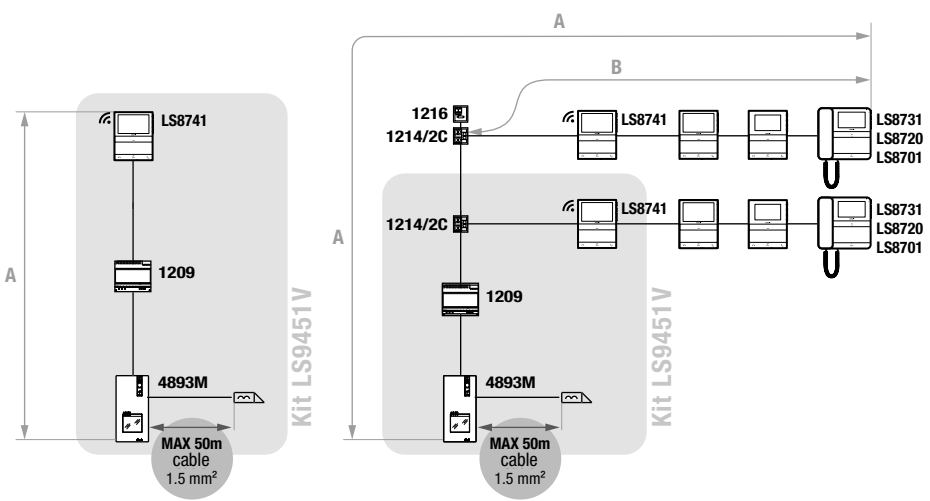 A
LS8741
1209
4893M
MAX 50m
cable
1.5 mm²
Kit LS9451V
A
B
A
1216
1214/2C
LS8741
LS8731
LS8720
LS8701
1214/2C
LS8741
LS8731
LS8720
LS8701
1209
4893M
MAX 50m
cable
1.5 mm²
Kit LS9451V